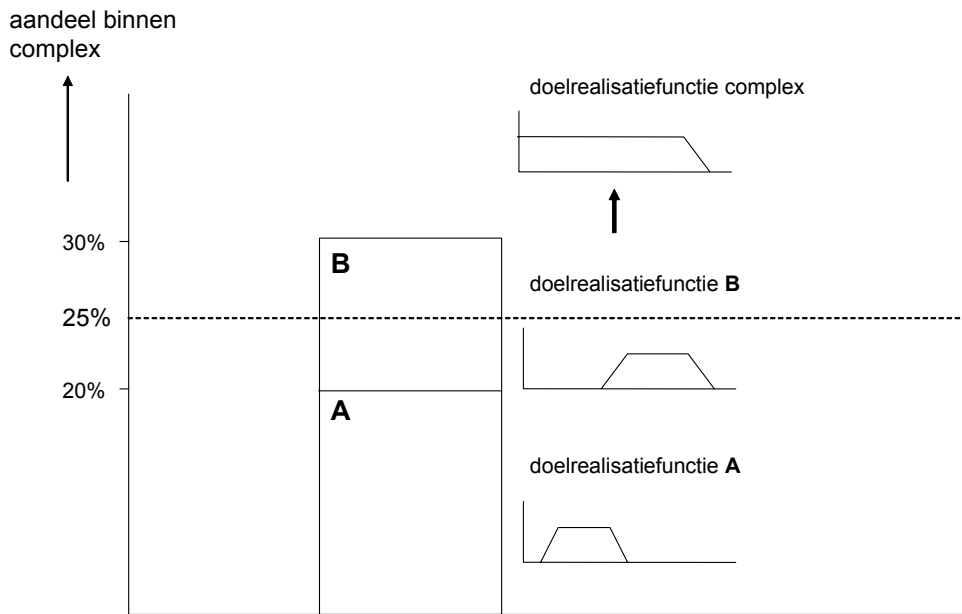 aandeel binnen
complex
doelrealisatiefunctie complex
30%
B
doelrealisatiefunctie B
25%
20%
A
doelrealisatiefunctie A